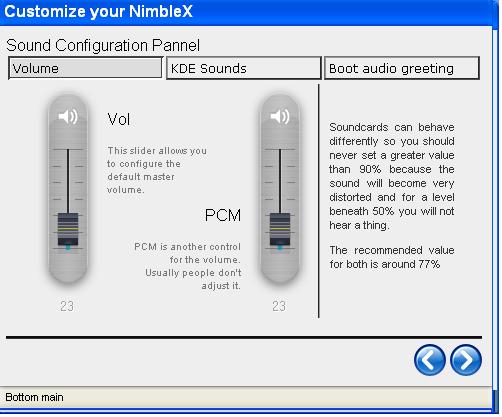 Customize your NimbleX
Sound Configuration Pannel
Volume
KDE Sounds
Boot audio greeting
Vol
This slider allows you
to configure the
default master
volume.
PCM
PCM is another control
for the volume.
Usually people don't
adjust it.
23
23
Soundcards can behave
differently so you should
never set a greater value
than 90% because the
sound will become very
distorted and for a level
beneath 50% you will not
hear a thing.
The recommended value
for both is around 77%
Bottom main